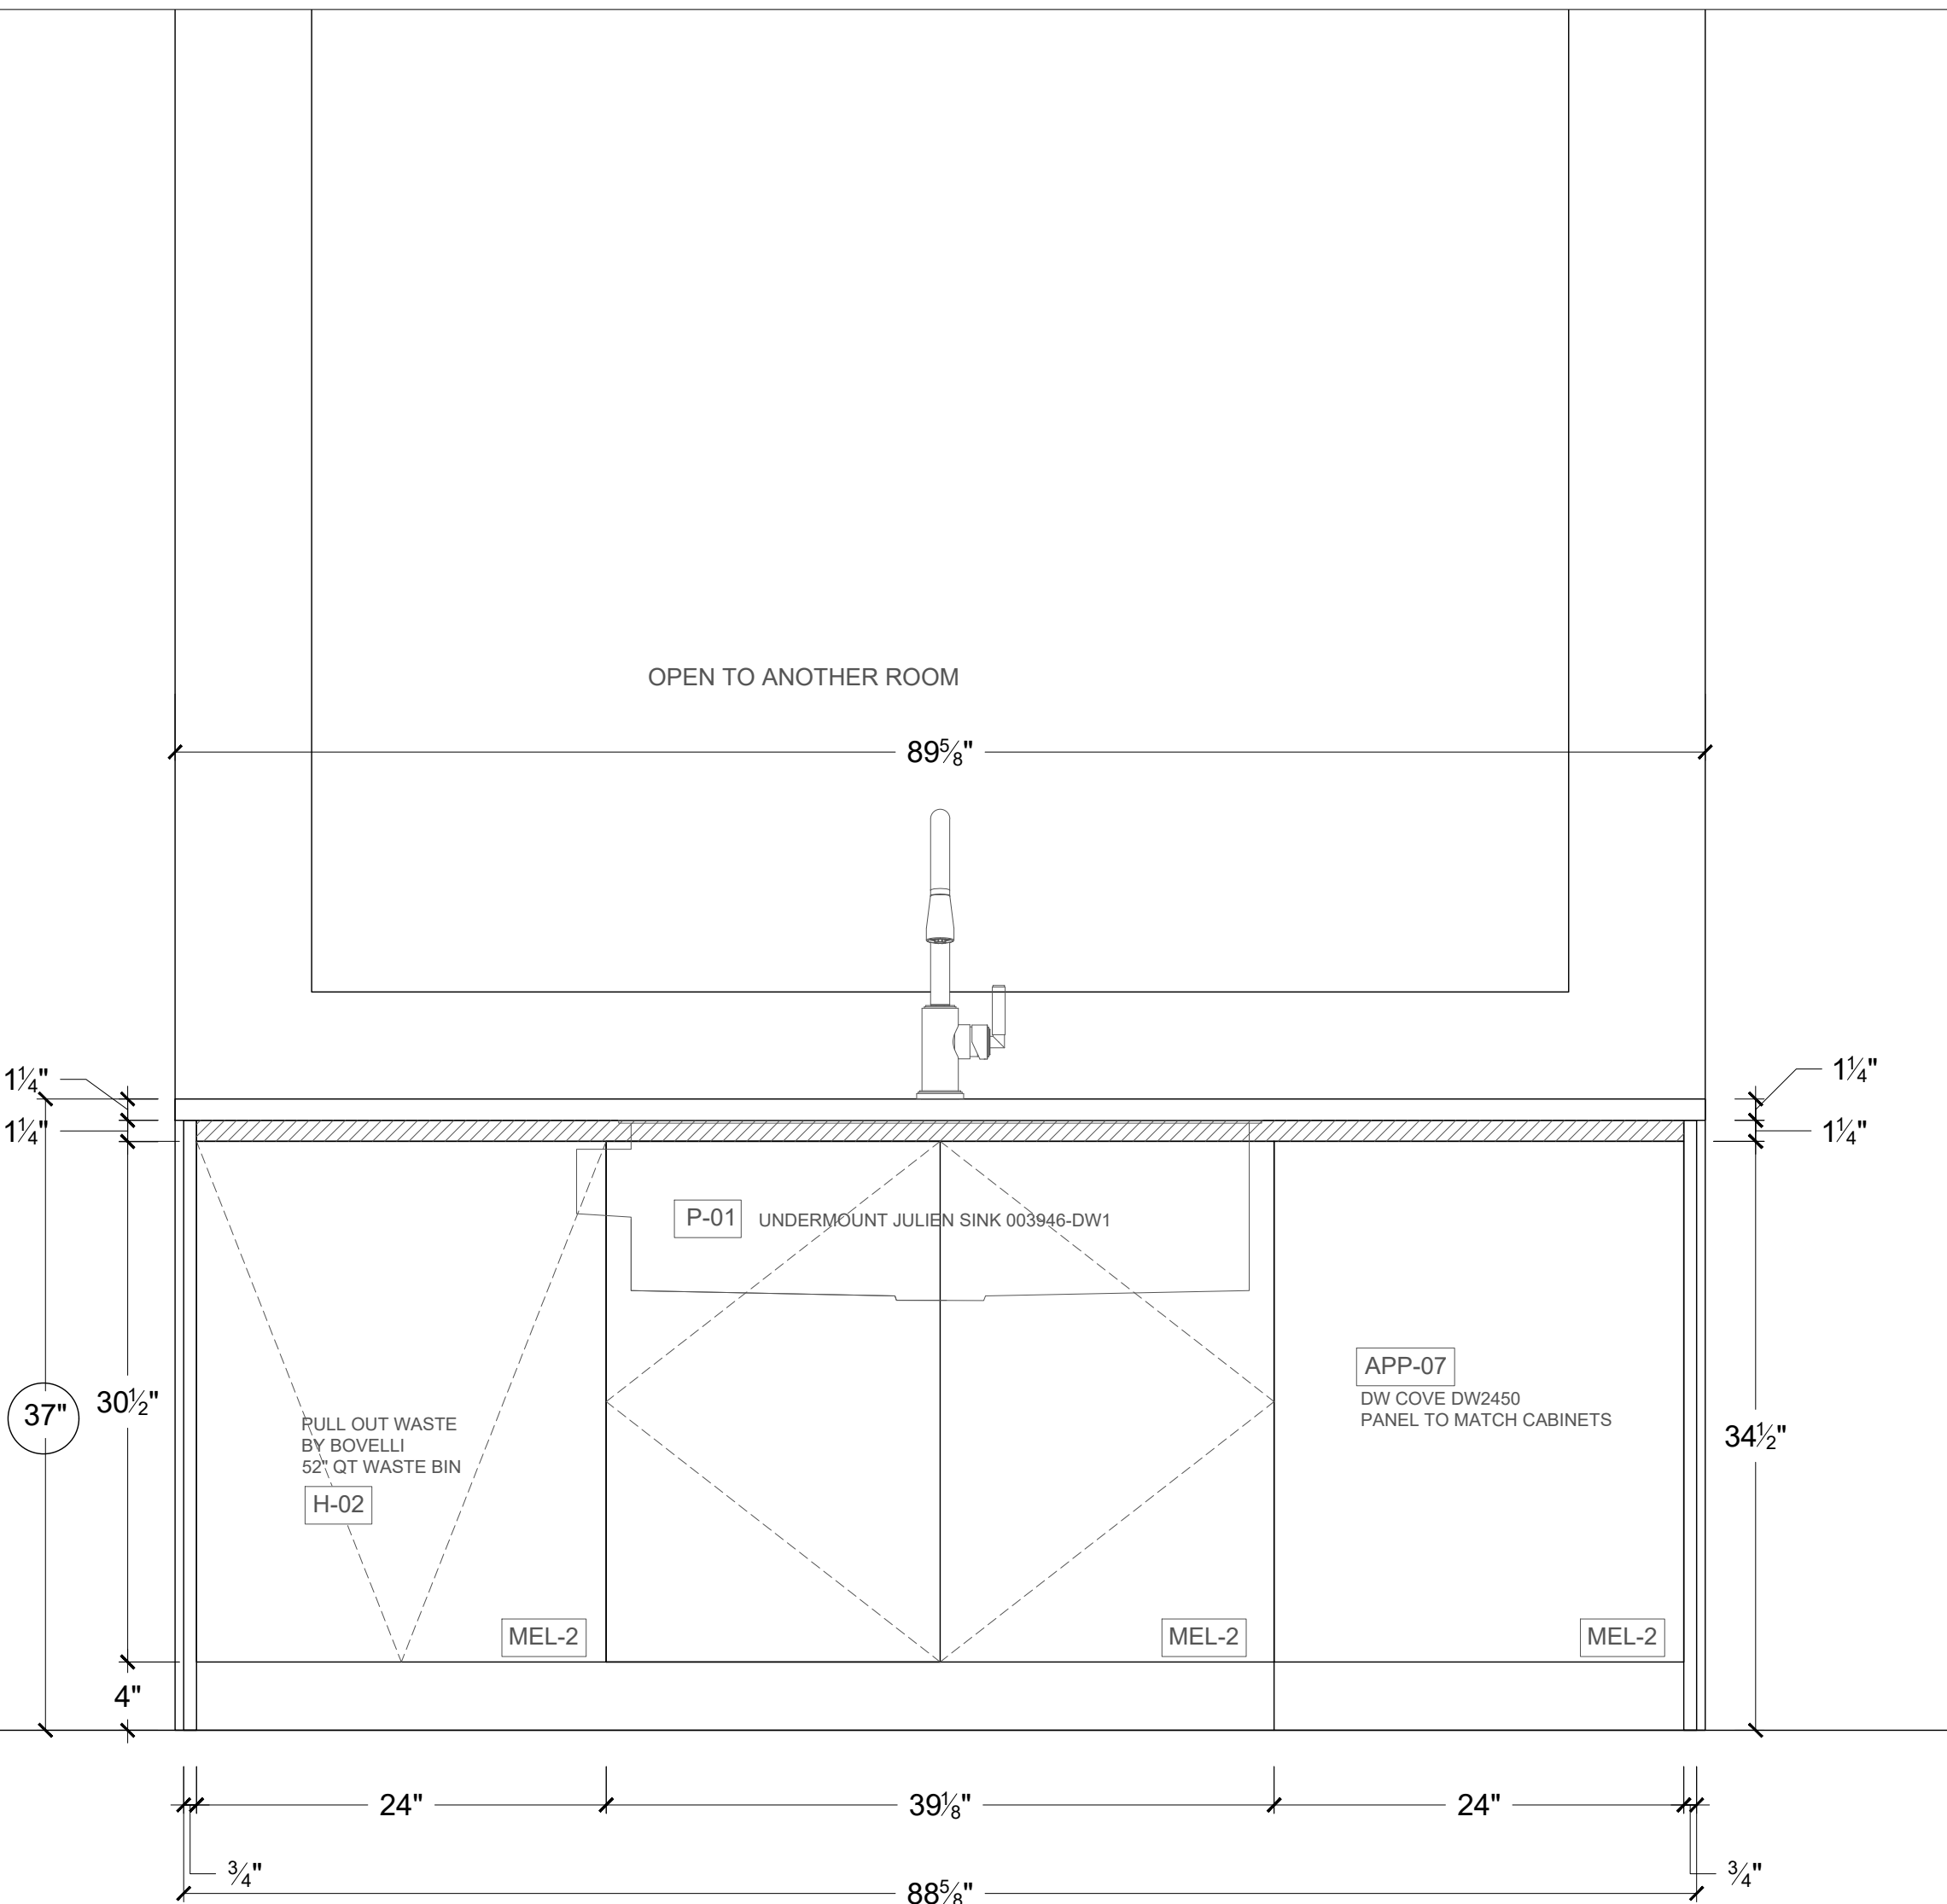 OPEN TO ANOTHER ROOM
89⅝"
1¼"
1¼"
1¼"
1¼"
P-01 UNDERMOUNT JULIEN SINK 003946-DW1
APP-07
DW COVE DW2450
PANEL TO MATCH CABINETS
37"
30½"
34½"
PULL OUT WASTE
BY BOVELLI
52" QT WASTE BIN
H-02
MEL-2 MEL-2 MEL-2
4"
24" 39⅛" 24"
¾" ¾"
88⅝"